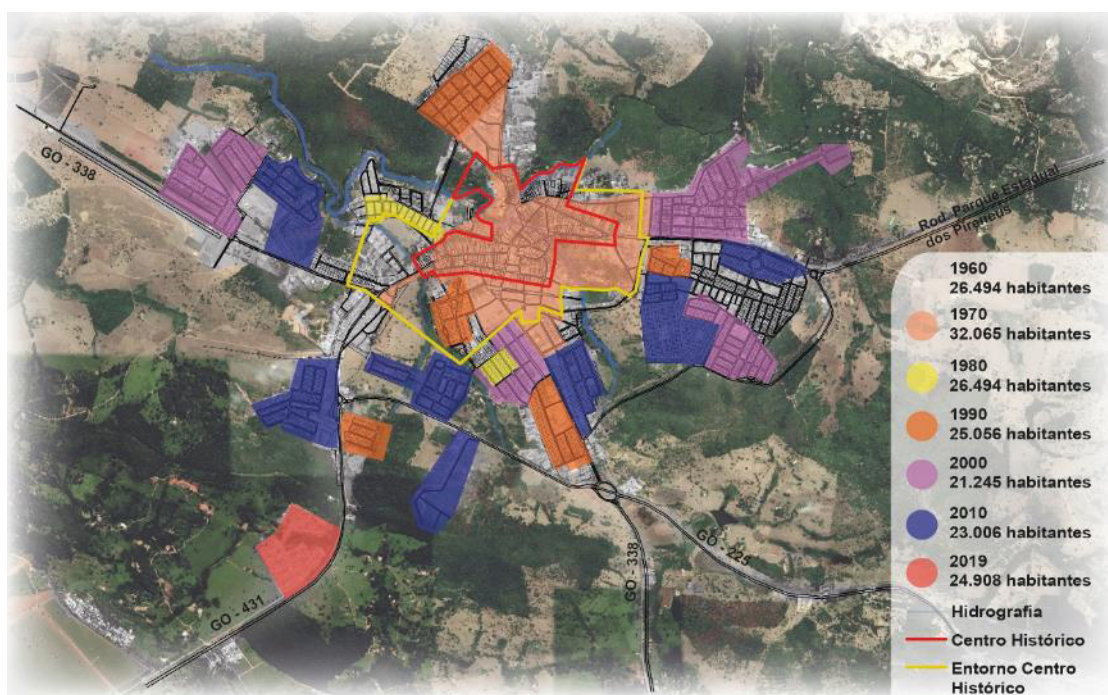 GO - 338
Rod. Parque Estadual
dos Pireneus
1960
26.494 habitantes
1970
32.065 habitantes
1980
26.494 habitantes
1990
25.056 habitantes
2000
21.245 habitantes
2010
23.006 habitantes
2019
24.908 habitantes
Hidrografia
Centro Histórico
Entorno Centro
Histórico
GO - 431
GO - 338
GO - 225